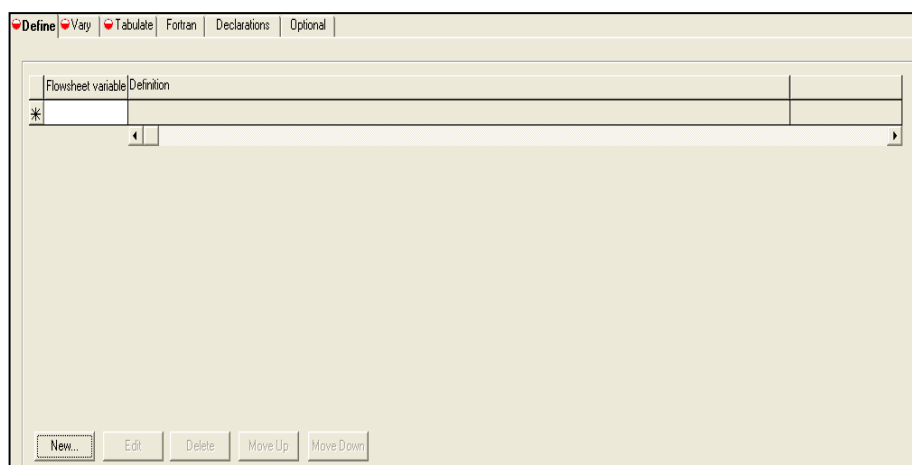 Define Vary Tabulate Fortran Declarations Optional
Flowsheet variable Definition
New... Edit Delete Move Up Move Down